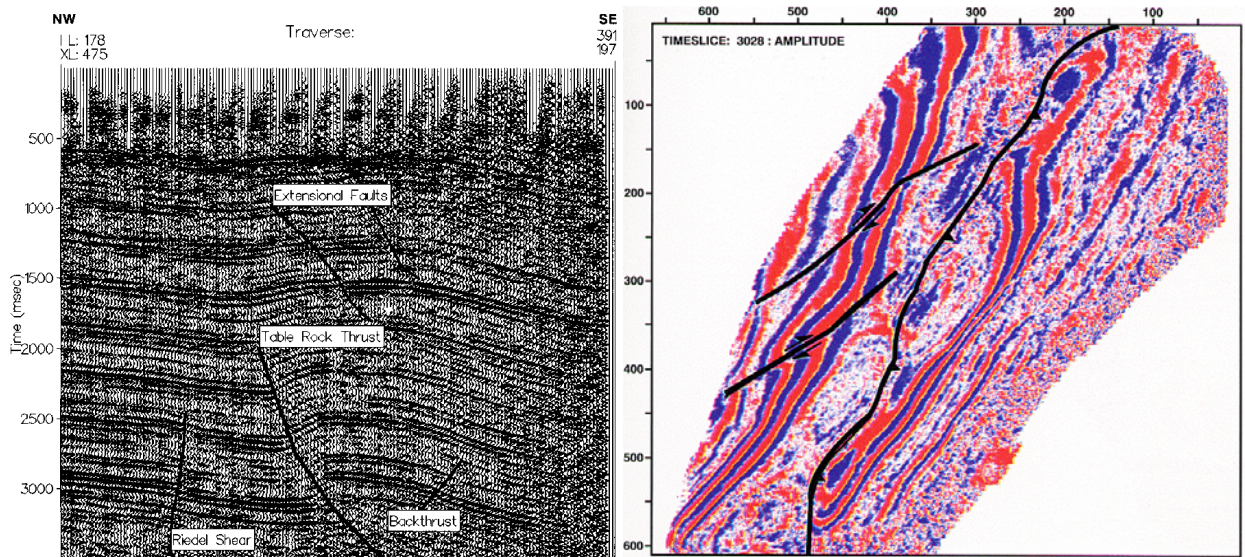 NW
SE
IL: 178
XL: 475
Traverse:
391
197
500
1000
1500
2000
2500
3000
Time (msec)
Extensional Faults
Table Rock Thrust
Backthrust
Riedel Shear
600
500
400
300
200
100
TIMESLICE: 3028 : AMPLITUDE
100
200
300
400
500
600